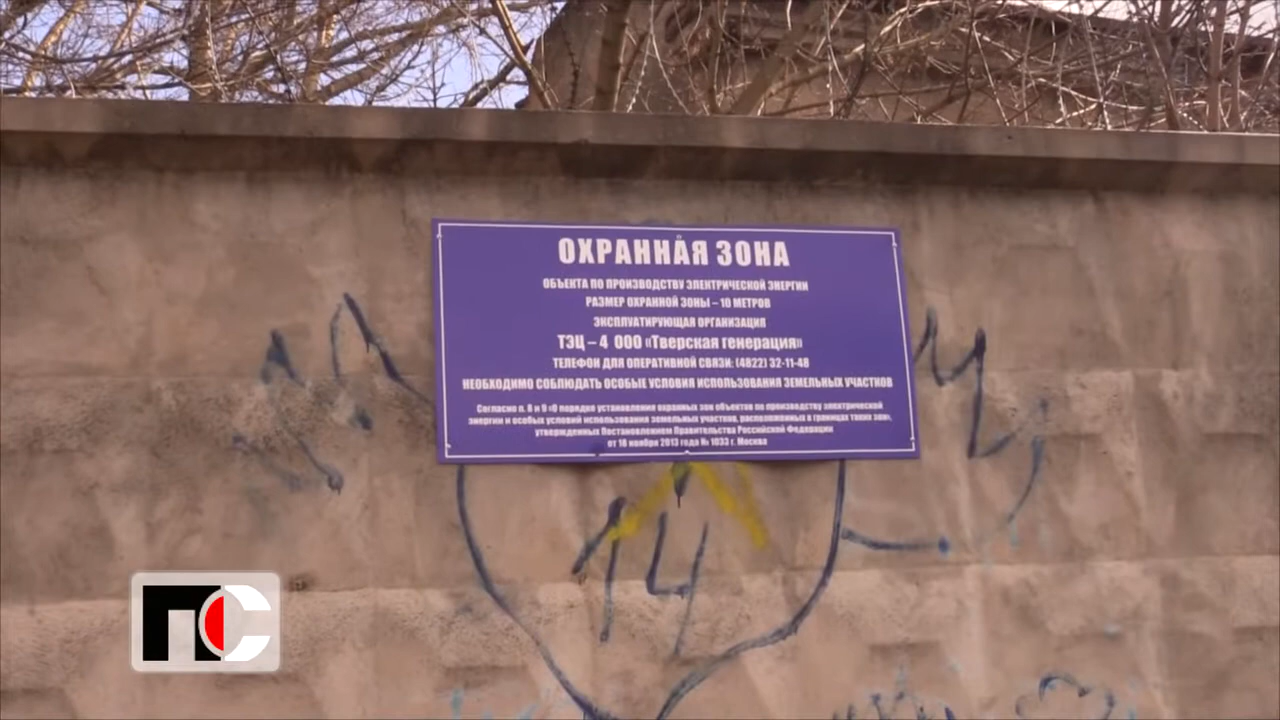 ОХРАННАЯ ЗОНА
ОБЪЕКТА ПО ПРОИЗВОДСТВУ ЭЛЕКТРИЧЕСКОЙ ЭНЕРГИИ
РАЗМЕР ОХРАННОЙ ЗОНЫ – 10 МЕТРОВ
ЭКСПЛУАТИРУЮЩАЯ ОРГАНИЗАЦИЯ
ТЭЦ – 4 ООО «Тверская генерация»
ТЕЛЕФОН ДЛЯ ОПЕРАТИВНОЙ СВЯЗИ: (4822) 32-11-48
НЕОБХОДИМО СОБЛЮДАТЬ ОСОБЫЕ УСЛОВИЯ ИСПОЛЬЗОВАНИЯ ЗЕМЕЛЬНЫХ УЧАСТКОВ
Согласно п. 8 и 9 «О порядке установления охранных зон объектов по производству электрической
энергии и особых условий использования земельных участков, расположенных в границах таких зон»,
утвержденных Постановлением Правительства Российской Федерации
от 18 ноября 2013 года № 1033 г. Москва
14
ПС